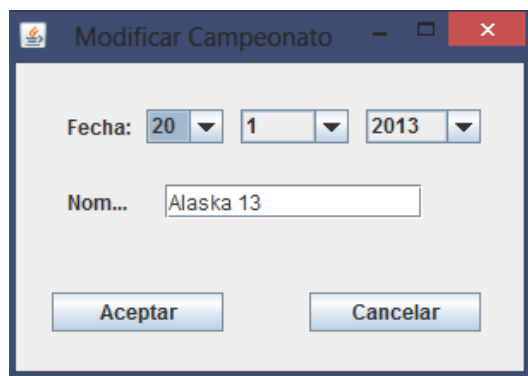 Modificar Campeonato
Fecha: 20 1 2013
Nom... Alaska 13
Aceptar Cancelar